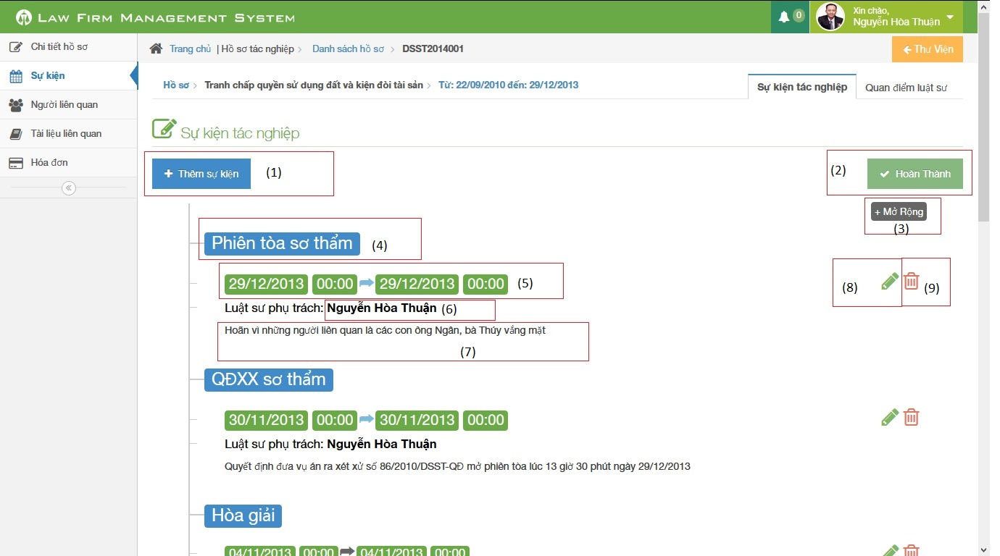 Law Firm Management System
0
Xin chào,
Nguyễn Hòa Thuận
Chi tiết hồ sơ
Sự kiện
Người liên quan
Tài liệu liên quan
Hóa đơn
Trang chủ | Hồ sơ tác nghiệp > Danh sách hồ sơ > DSST2014001
Thư Viện
Hồ sơ > Tranh chấp quyền sử dụng đất và kiện đòi tài sản > Từ: 22/09/2010 đến: 29/12/2013
Sự kiện tác nghiệp
Quan điểm luật sư
Sự kiện tác nghiệp
+ Thêm sự kiện (1)
(2) Hoàn Thành
+ Mở Rộng
(3)
Phiên tòa sơ thẩm (4)
29/12/2013 00:00 29/12/2013 00:00 (5)
(8) (9)
Luật sư phụ trách: Nguyễn Hòa Thuận (6)
Hoãn vì những người liên quan là các con ông Ngân, bà Thúy vắng mặt
(7)
QĐXX sơ thẩm
30/11/2013 00:00 30/11/2013 00:00
Luật sư phụ trách: Nguyễn Hòa Thuận
Quyết định đưa vụ án ra xét xử số 86/2010/DSST-QĐ mở phiên tòa lúc 13 giờ 30 phút ngày 29/12/2013
Hòa giải
04/11/2013 00:00 04/11/2013 00:00